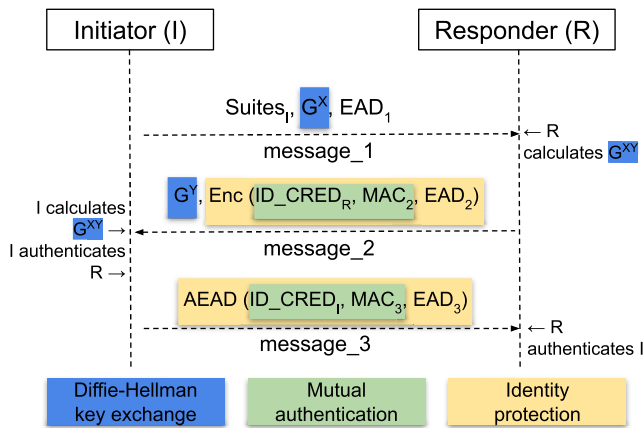 Initiator (I)
Responder (R)
Suites_I, G^X, EAD_1
message_1
← R
calculates G^XY
G^Y, Enc (ID_CRED_R, MAC_2, EAD_2)
message_2
I calculates
G^XY →
I authenticates
R →
AEAD (ID_CRED_I, MAC_3, EAD_3)
message_3
← R
authenticates I
Diffie-Hellman
key exchange
Mutual
authentication
Identity
protection